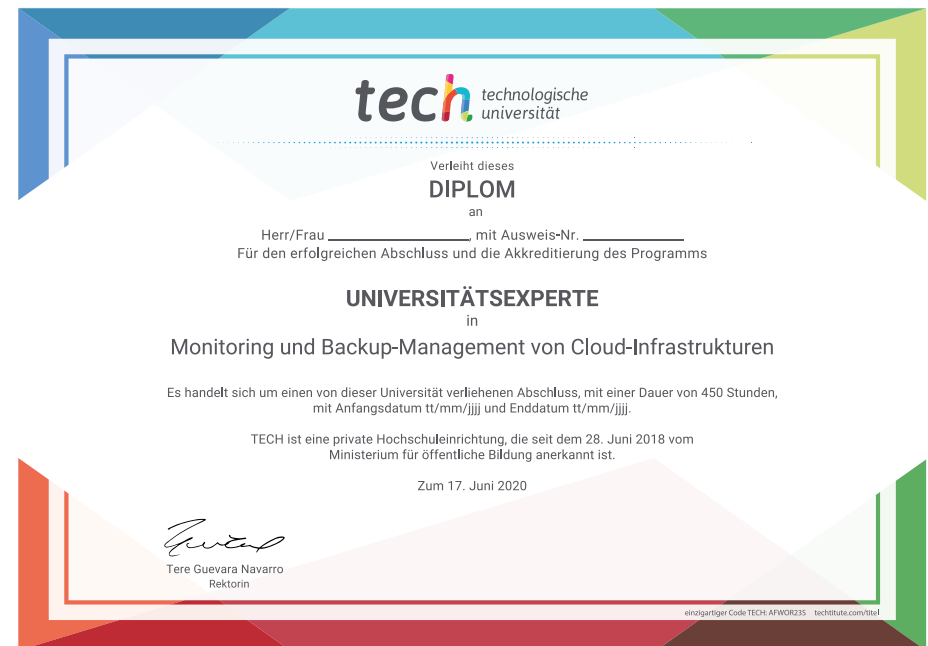 tech technologische
universität
Verleiht dieses
DIPLOM
an
Herr/Frau ____________, mit Ausweis-Nr. ____________
Für den erfolgreichen Abschluss und die Akkreditierung des Programms
UNIVERSITÄTSEXPERTE
in
Monitoring und Backup-Management von Cloud-Infrastrukturen
Es handelt sich um einen von dieser Universität verliehenen Abschluss, mit einer Dauer von 450 Stunden,
mit Anfangsdatum tt/mm/jjjj und Enddatum tt/mm/jjjj.
TECH ist eine private Hochschuleinrichtung, die seit dem 28. Juni 2018 vom
Ministerium für öffentliche Bildung anerkannt ist.
Zum 17. Juni 2020
Tere Guevara Navarro
Rektorin
einzigartiger Code TECH: AFWOR23S techtitute.com/titel